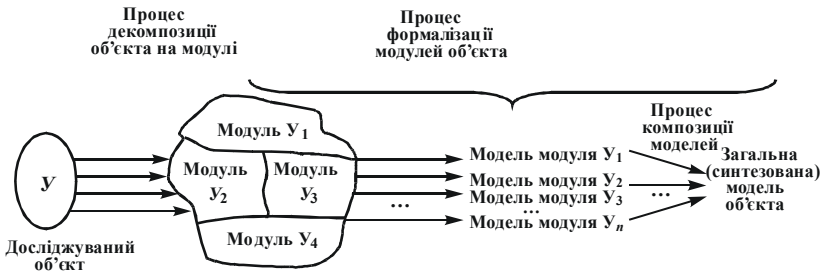 Процес
декомпозиції
об’єкта на модулі
Процес
формалізації
модулей об’єкта
Модуль У1
Модуль
У2
Модуль
У3
Модуль У4
У
Досліджуваний
об’єкт
...
Модель модуля У1
Модель модуля У2
Модель модуля У3
...
Модель модуля Уn
Процес
композиції
моделей
...
Загальна
(синтезована)
модель
об’єкта